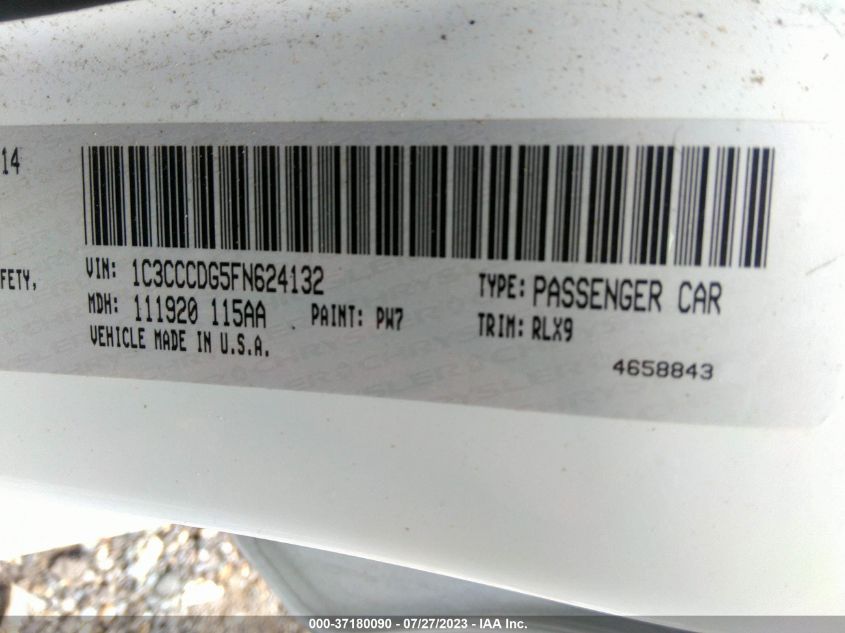 14
FETY,
VIN: 1C3CCCDG5FN624132
TYPE: PASSENGER CAR
MDH: 111920 115AA
PAINT: PW7
TRIM: RLX9
VEHICLE MADE IN U.S.A.
4658843
000-37180090 - 07/27/2023 - IAA Inc.